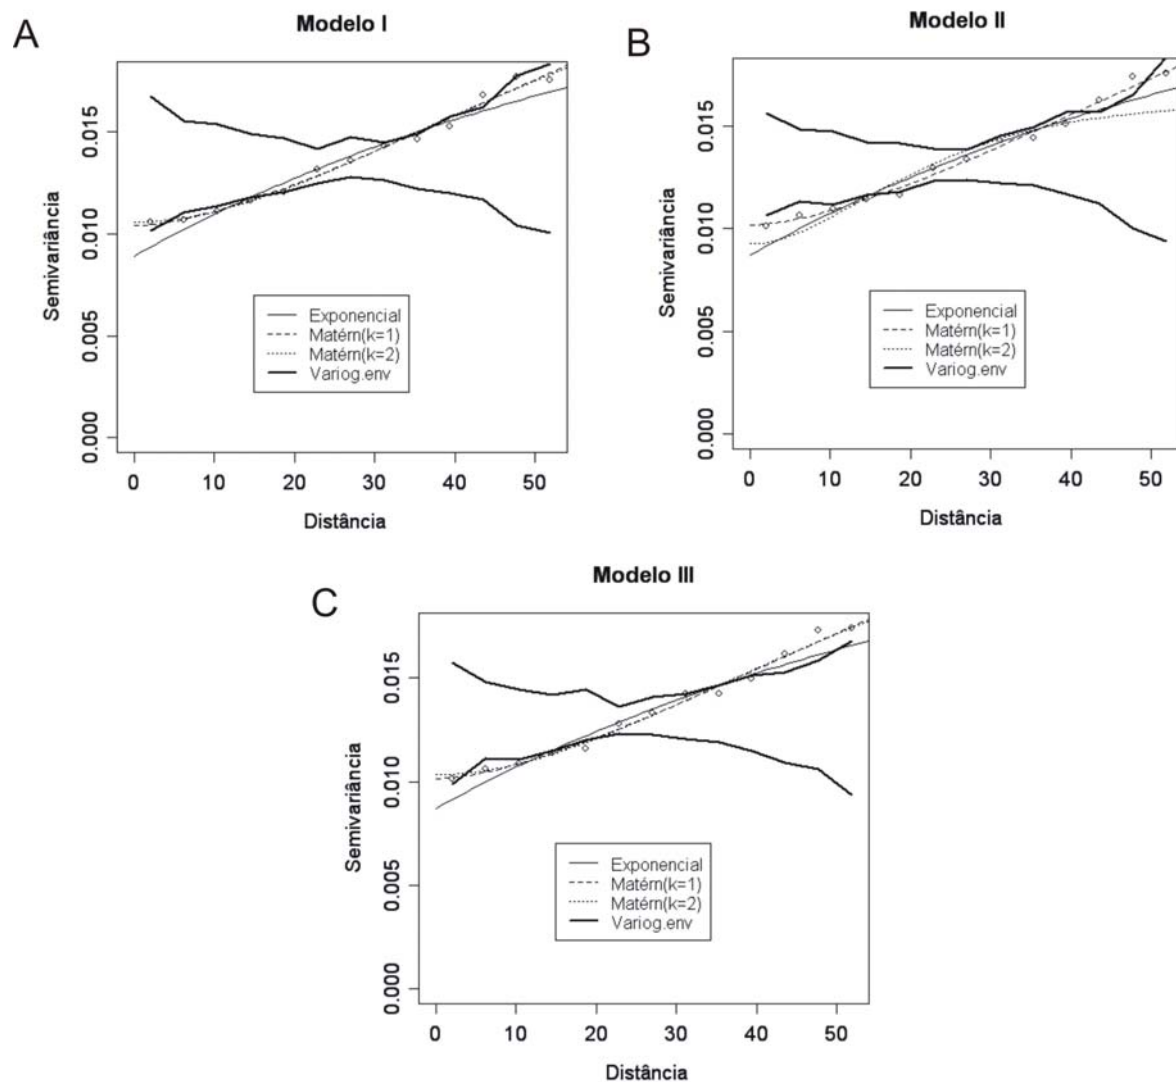 A
Modelo I
Semivariância
0.015
0.010
0.005
0.000
Exponencial
Matérn(k=1)
Matérn(k=2)
Variog.env
0 10 20 30 40 50
Distância
B
Modelo II
Semivariância
0.015
0.010
0.005
0.000
Exponencial
Matérn(k=1)
Matérn(k=2)
Variog.env
0 10 20 30 40 50
Distância
C
Modelo III
Semivariância
0.015
0.010
0.005
0.000
Exponencial
Matérn(k=1)
Matérn(k=2)
Variog.env
0 10 20 30 40 50
Distância